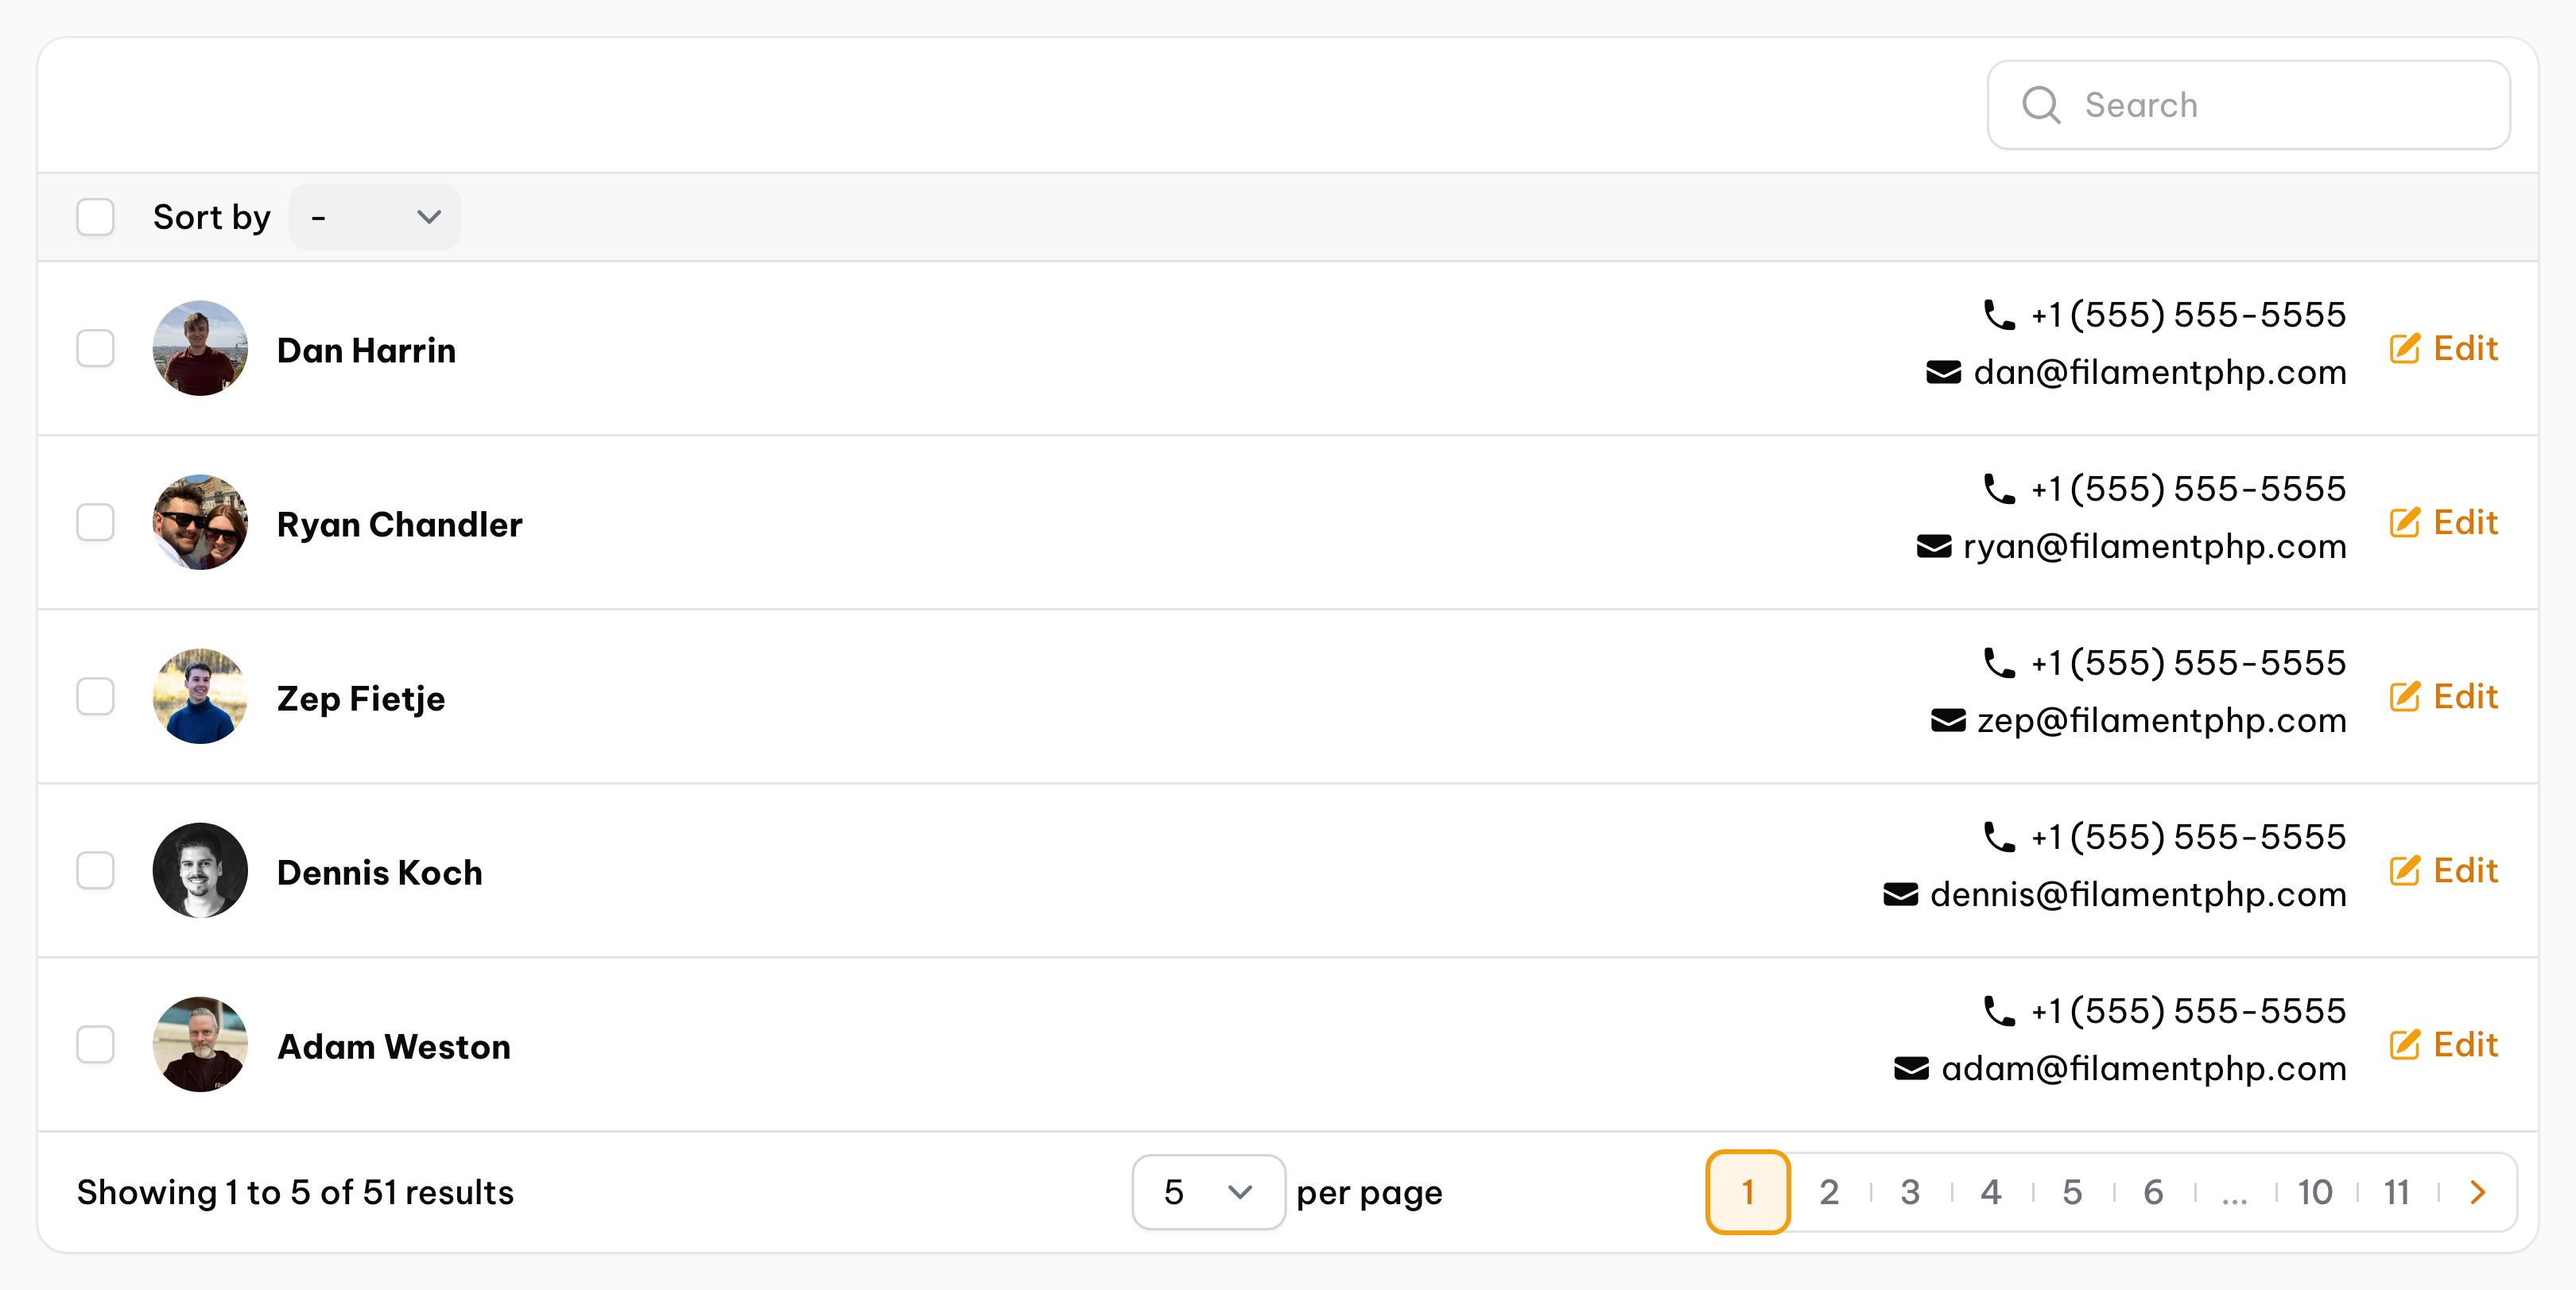 Search
Sort by -
Dan Harrin
+1 (555) 555-5555
dan@filamentphp.com
Edit
Ryan Chandler
+1 (555) 555-5555
ryan@filamentphp.com
Edit
Zep Fietje
+1 (555) 555-5555
zep@filamentphp.com
Edit
Dennis Koch
+1 (555) 555-5555
dennis@filamentphp.com
Edit
Adam Weston
+1 (555) 555-5555
adam@filamentphp.com
Edit
Showing 1 to 5 of 51 results
5 per page
1 2 3 4 5 6 ... 10 11